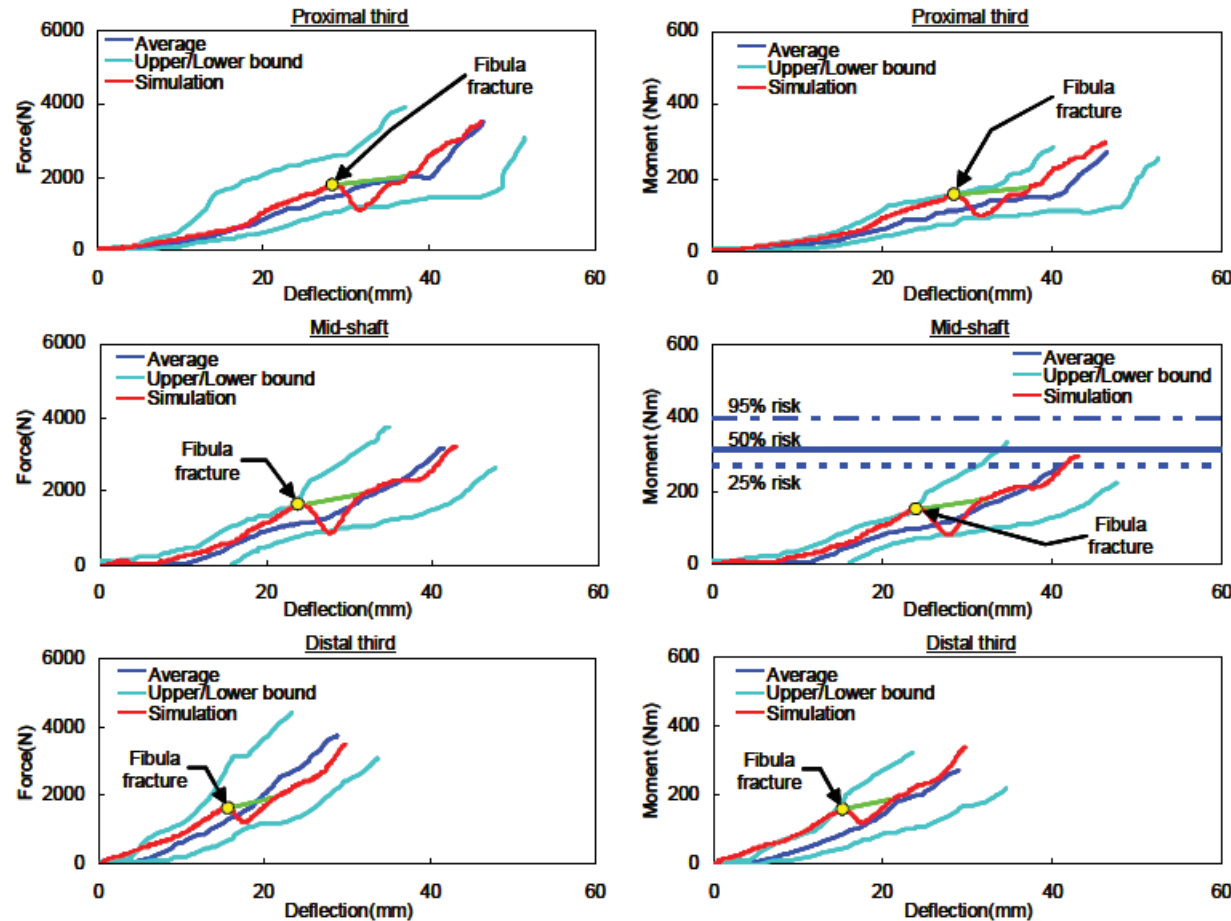 Proximal third
6000
4000
2000
0
Force(N)
Average
Upper/Lower bound
Simulation
Fibula
fracture
0
20
40
60
Deflection(mm)
Proximal third
600
400
200
0
Moment (Nm)
Average
Upper/Lower bound
Simulation
Fibula
fracture
0
20
40
60
Deflection(mm)
Mid-shaft
6000
4000
2000
0
Force(N)
Average
Upper/Lower bound
Simulation
Fibula
fracture
0
20
40
60
Deflection(mm)
Mid-shaft
600
400
200
0
Moment (Nm)
Average
Upper/Lower bound
Simulation
95% risk
50% risk
25% risk
Fibula
fracture
0
20
40
60
Deflection(mm)
Distal third
6000
4000
2000
0
Force(N)
Average
Upper/Lower bound
Simulation
Fibula
fracture
0
20
40
60
Deflection(mm)
Distal third
600
400
200
0
Moment (Nm)
Average
Upper/Lower bound
Simulation
Fibula
fracture
0
20
40
60
Deflection(mm)